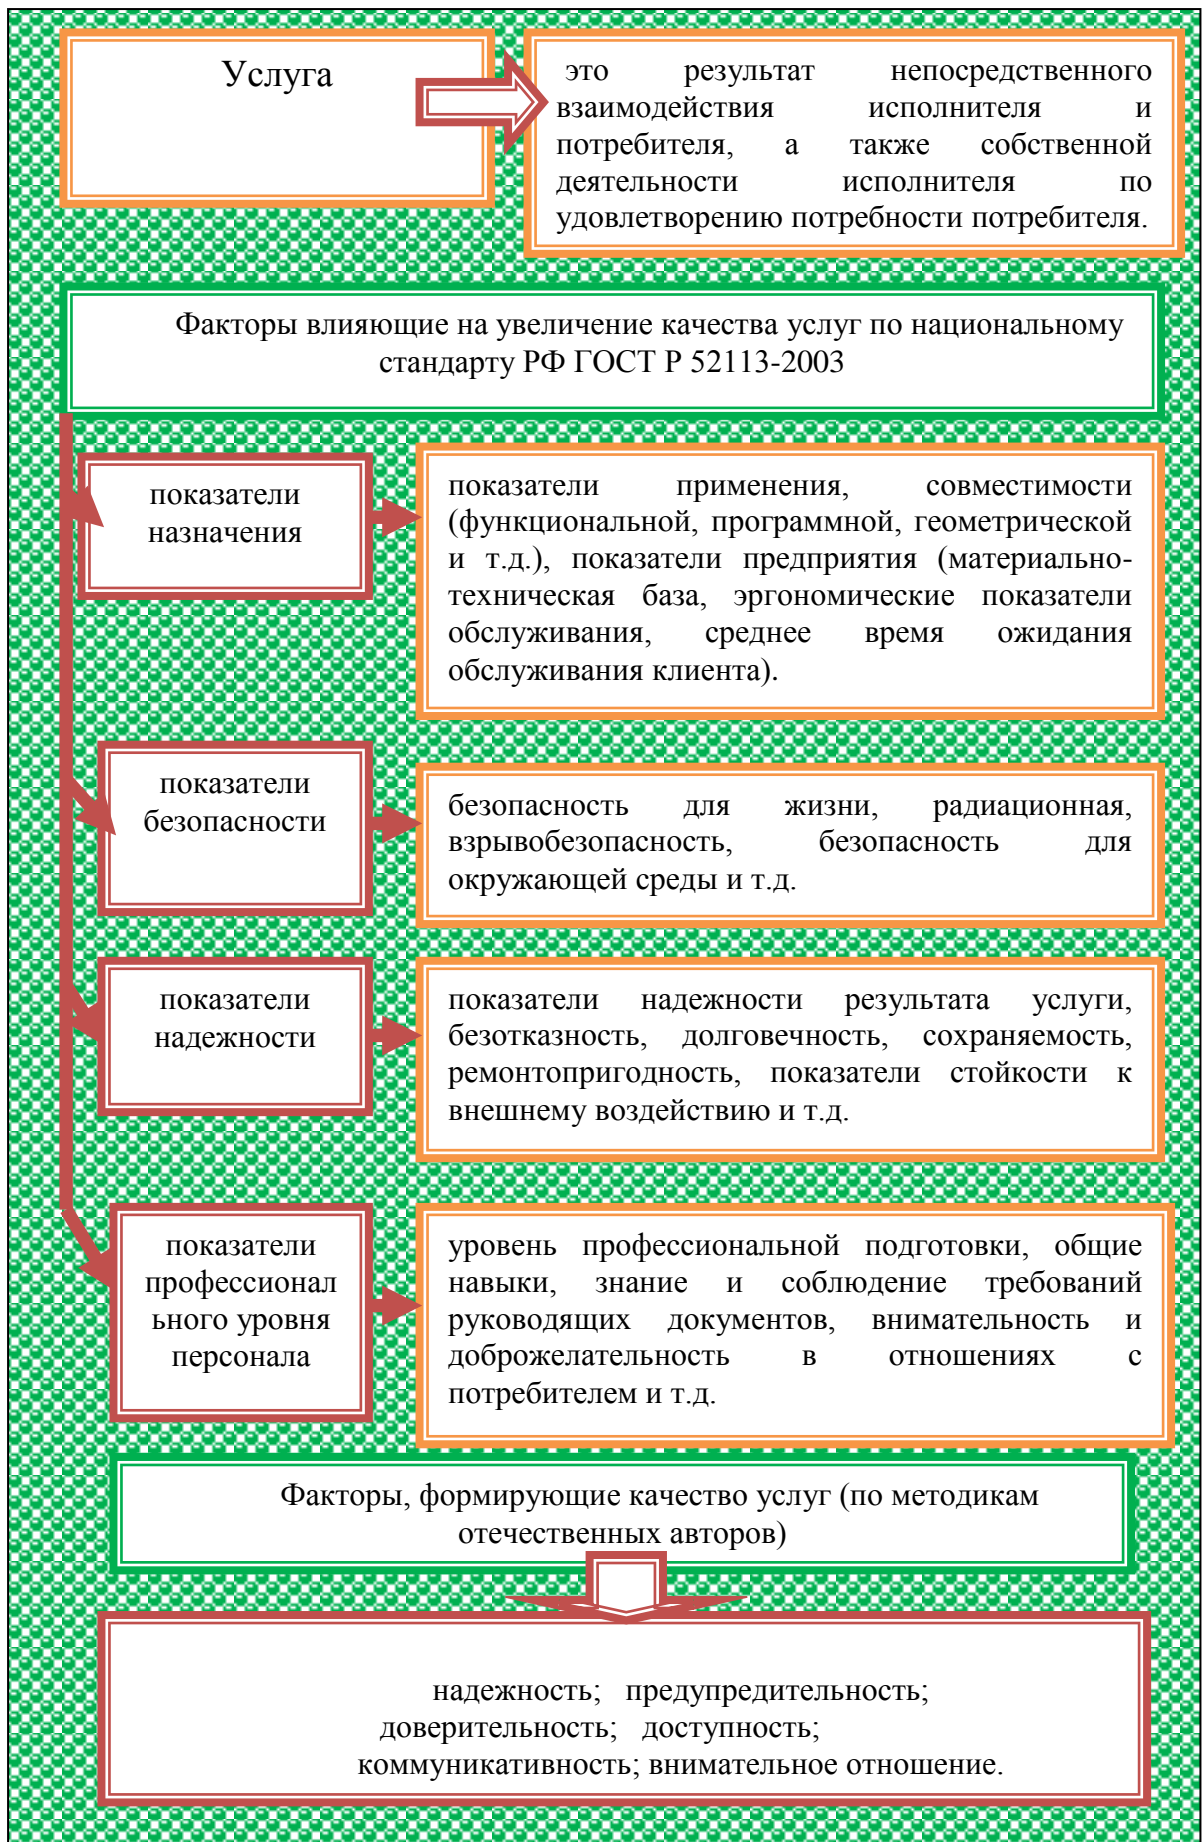 Услуга
это результат непосредственного
взаимодействия исполнителя и
потребителя, а также собственной
деятельности исполнителя по
удовлетворению потребности потребителя.
Факторы влияющие на увеличение качества услуг по национальному
стандарту РФ ГОСТ Р 52113-2003
показатели
назначения
показатели применения, совместимости
(функциональной, программной, геометрической
и т.д.), показатели предприятия (материально-
техническая база, эргономические показатели
обслуживания, среднее время ожидания
обслуживания клиента).
показатели
безопасности
безопасность для жизни, радиационная,
взрывобезопасность, безопасность для
окружающей среды и т.д.
показатели
надежности
показатели надежности результата услуги,
безотказность, долговечность, сохраняемость,
ремонтопригодность, показатели стойкости к
внешнему воздействию и т.д.
показатели
профессионал
ьного уровня
персонала
уровень профессиональной подготовки, общие
навыки, знание и соблюдение требований
руководящих документов, внимательность и
доброжелательность в отношениях с
потребителем и т.д.
Факторы, формирующие качество услуг (по методикам
отечественных авторов)
надежность; предупредительность;
доверительность; доступность;
коммуникативность; внимательное отношение.